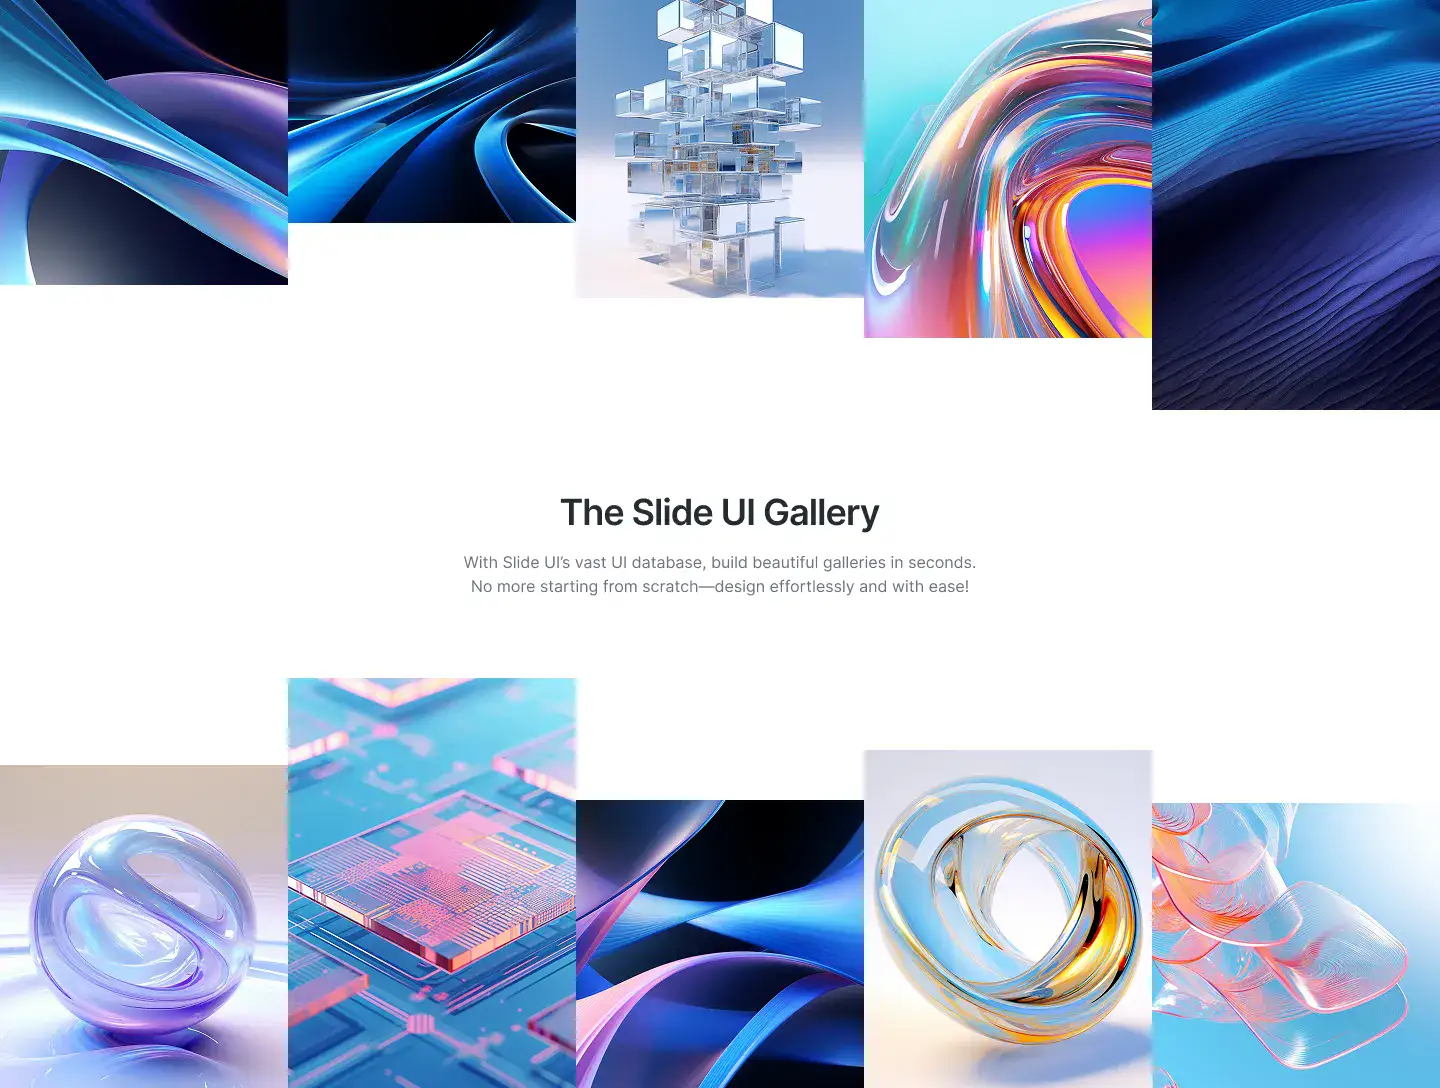 The Slide UI Gallery
With Slide UI’s vast UI database, build beautiful galleries in seconds.
No more starting from scratch—design effortlessly and with ease!